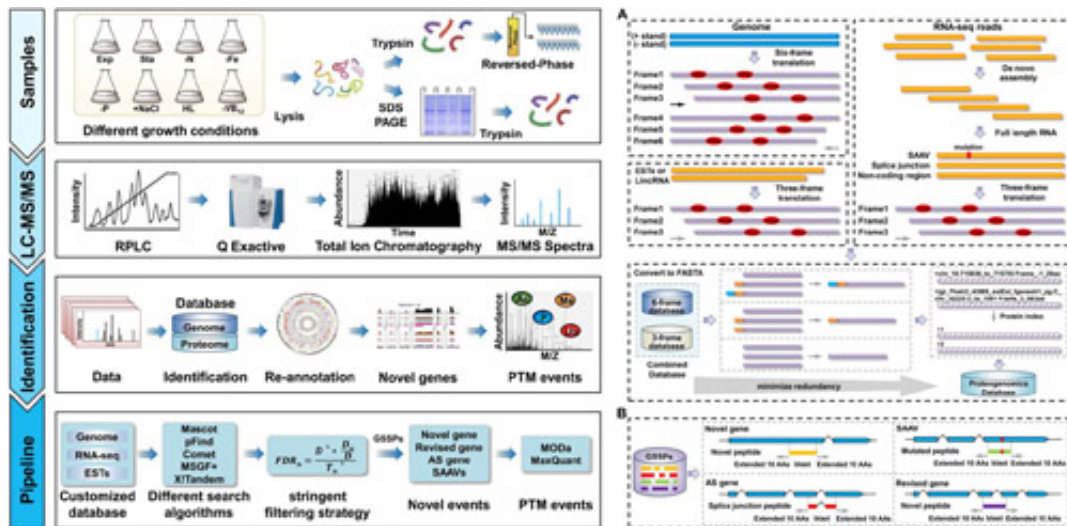 Samples
Exp
Sta
-N
-Fe
-P
+NaCl
HL
Different growth conditions
Lysis
Trypsin
Reversed-Phase
SDS
PAGE
Trypsin
LC-MS/MS
Intensity
RPLC
Q Exactive
Abundance
Time
Total Ion Chromatography
Intensity
M/Z
MS/MS Spectra
Identification
Data
Database
Genome
Proteome
Identification
Re-annotation
Novel genes
Abundance
Ac
Me
P
M/Z
PTM events
Pipeline
Genome
RNA-seq
ESTs
Customized
database
Mascot
pFind
Comet
MSGF+
X!Tandem
Different search
algorithms
stringent
filtering strategy
GSSPs
Novel gene
Revised gene
AS gene
SAAVs
Novel events
MODa
MaxQuant
PTM events
A
Genome
(+ stand)
(- stand)
Six-frame
translation
Frame1
Frame2
Frame3
Frame4
Frame5
Frame6
ESTs or
LincRNA
Three-frame
translation
Frame1
Frame2
Frame3
RNA-seq reads
De novo
assembly
Full length RNA
mutation
SAAV
Splice junction
Non-coding region
Three-frame
translation
Frame1
Frame2
Frame3
Convert to FASTA
6-frame
database
3-frame
database
Combined
Database
minimize redundancy
Protein index
Proteogenomics
Database
B
GSSPs
Novel gene
Novel peptide
Extended 10 AAs
Extended 10 AAs
SAAV
Mutated peptide
Extended 10 AAs
Extended 10 AAs
AS gene
Splice junction peptide
Extended 10 AAs
Extended 10 AAs
Revised gene
Novel peptide
Extended 10 AAs
Extended 10 AAs